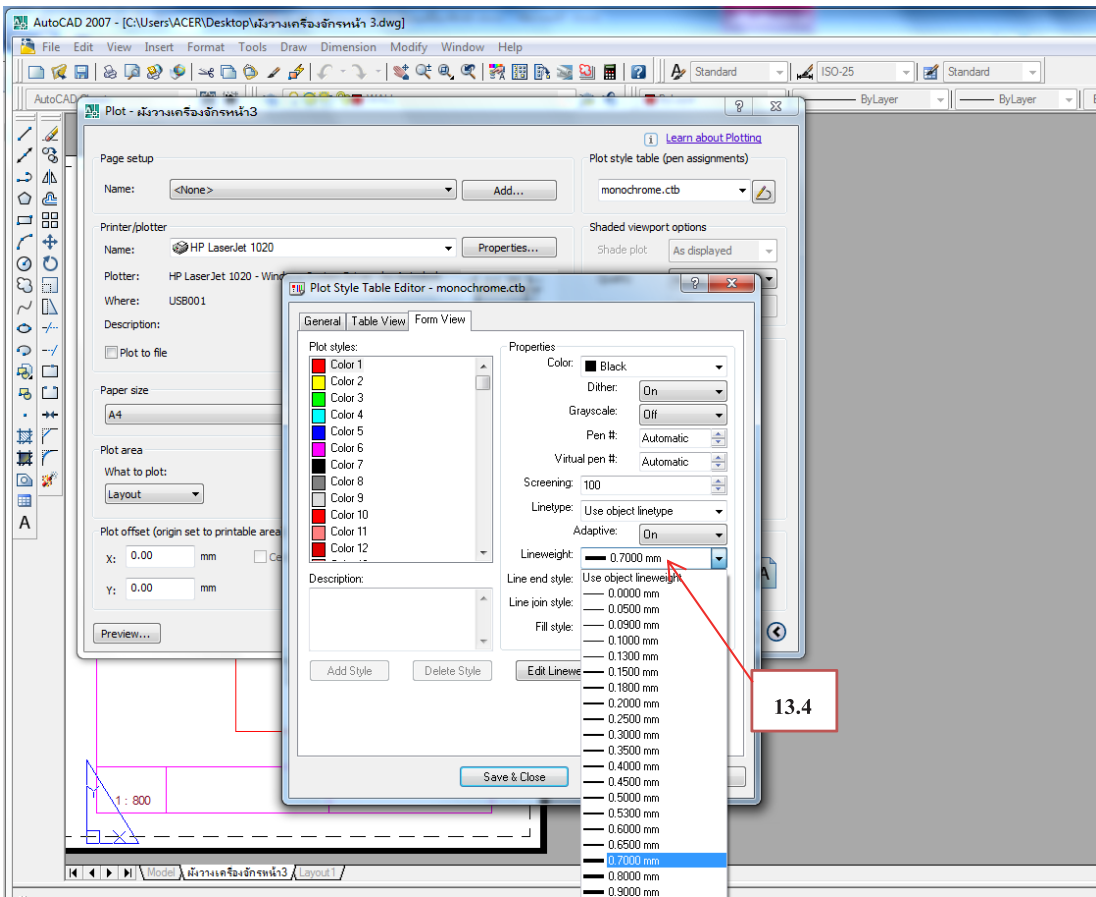 AutoCAD 2007 - [C:\Users\ACER\Desktop\ผังวางเครื่องจักรหน้า 3.dwg]
File Edit View Insert Format Tools Draw Dimension Modify Window Help
Standard ISO-25 Standard
AutoCAD ByLayer ByLayer
Plot - ผังวางเครื่องจักรหน้า3
Learn about Plotting
Page setup
Name: <None> Add...
Plot style table (pen assignments)
monochrome.ctb
Printer/plotter
Name: HP LaserJet 1020 Properties...
Plotter: HP LaserJet 1020 -
Where: USB001
Description:
Plot to file
Shaded viewport options
Shade plot As displayed
Paper size
A4
Plot area
What to plot:
Layout
Plot offset (origin set to printable area
X: 0.00 mm
Y: 0.00 mm
Preview...
Plot Style Table Editor - monochrome.ctb
General Table View Form View
Plot styles:
Color 1
Color 2
Color 3
Color 4
Color 5
Color 6
Color 7
Color 8
Color 9
Color 10
Color 11
Color 12
Description:
Add Style Delete Style
Properties
Color: Black
Dither: On
Grayscale: Off
Pen #: Automatic
Virtual pen #: Automatic
Screening: 100
Linetype: Use object linetype
Adaptive: On
Lineweight: 0.7000 mm
Line end style:
Line join style:
Fill style:
Edit Linewe
Use object lineweight
0.0000 mm
0.0500 mm
0.0900 mm
0.1000 mm
0.1300 mm
0.1500 mm
0.1800 mm
0.2000 mm
0.2500 mm
0.3000 mm
0.3500 mm
0.4000 mm
0.4500 mm
0.5000 mm
0.5300 mm
0.6000 mm
0.6500 mm
0.7000 mm
0.8000 mm
0.9000 mm
13.4
Save & Close
1 : 800
Y
X
A
A
Model ผังวางเครื่องจักรหน้า3 Layout1